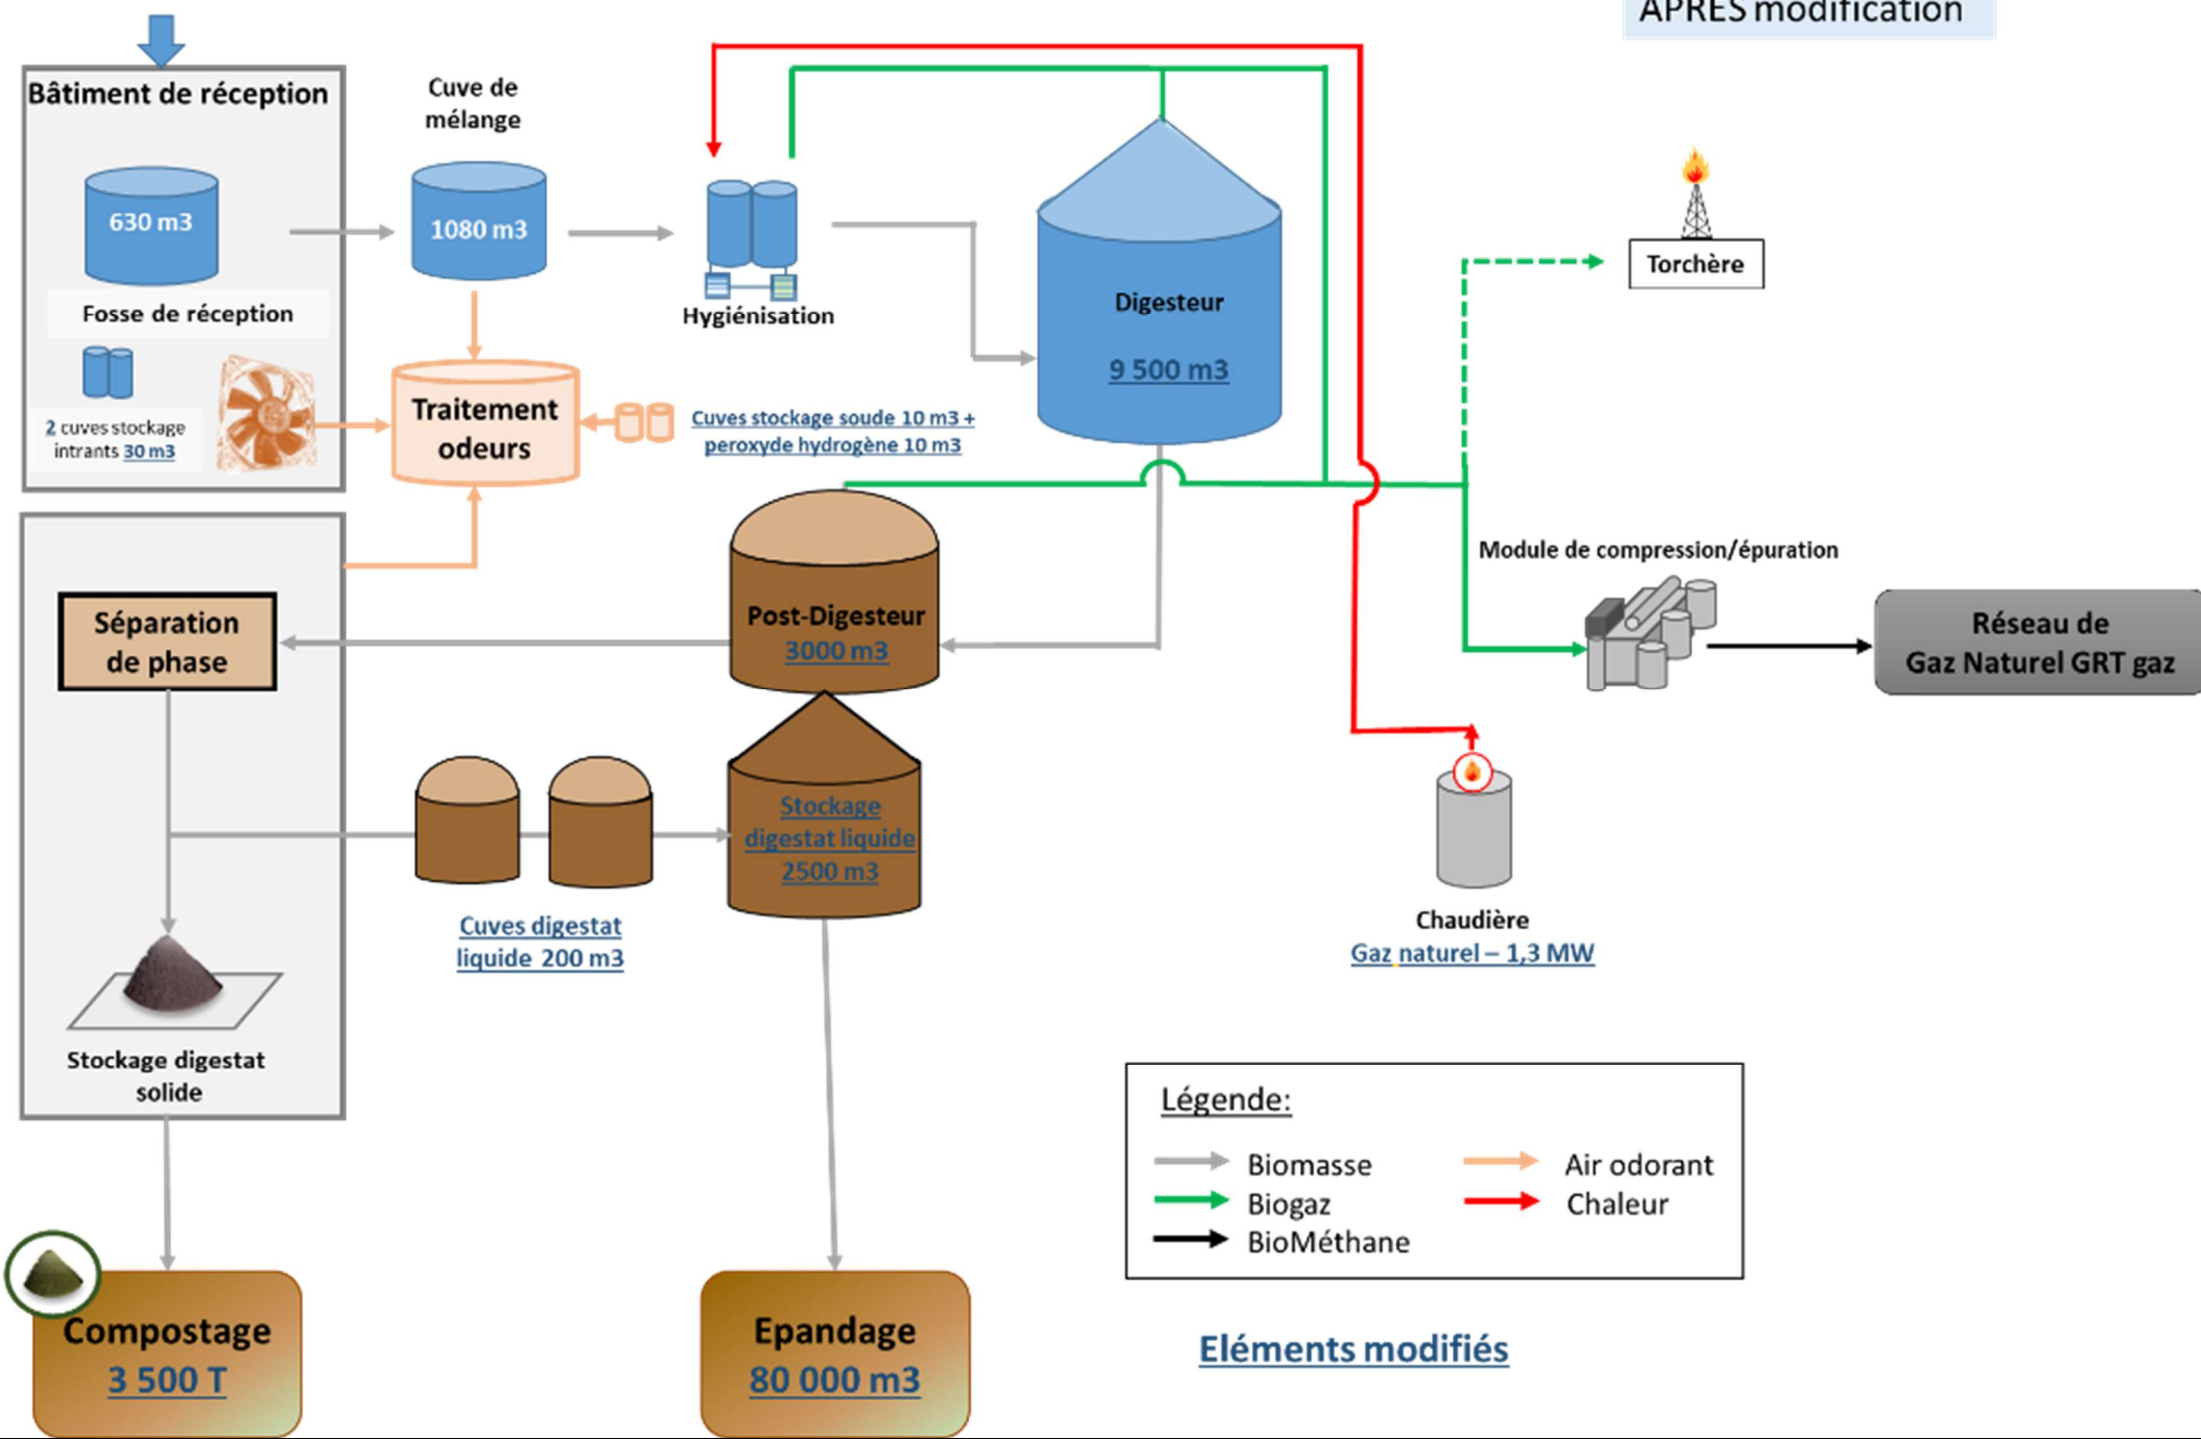 APRES modification
Bâtiment de réception
630 m3
Fosse de réception
2 cuves stockage
intrants 30 m3
Cuve de
mélange
1080 m3
Hygiénisation
Traitement
odeurs
Cuves stockage soude 10 m3 +
peroxyde hydrogène 10 m3
Digesteur
9 500 m3
Torchère
Module de compression/épuration
Réseau de
Gaz Naturel GRT gaz
Post-Digesteur
3000 m3
Séparation
de phase
Stockage
digestat liquide
2500 m3
Cuves digestat
liquide 200 m3
Chaudière
Gaz naturel – 1,3 MW
Stockage digestat
solide
Légende:
Biomasse
Air odorant
Biogaz
Chaleur
BioMéthane
Compostage
3 500 T
Epandage
80 000 m3
Eléments modifiés